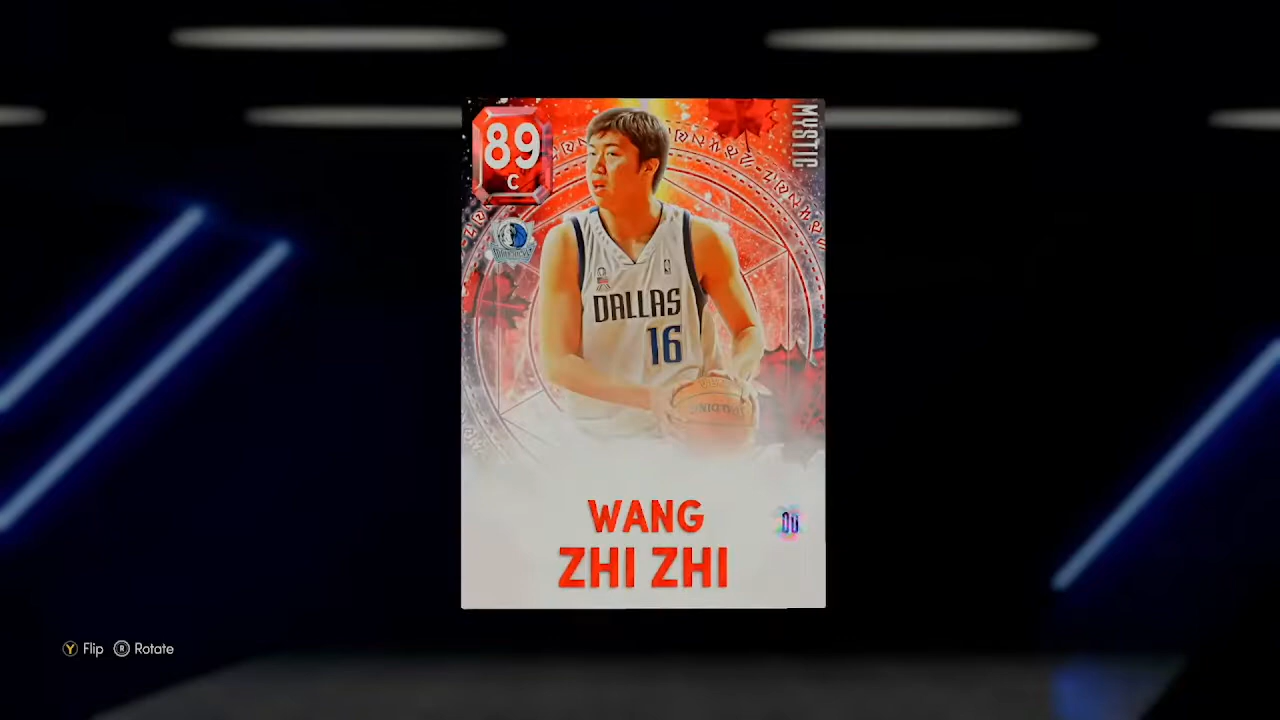 89
C
MYSTIC
DALLAS
16
WANG
ZHI ZHI
Y Flip R Rotate